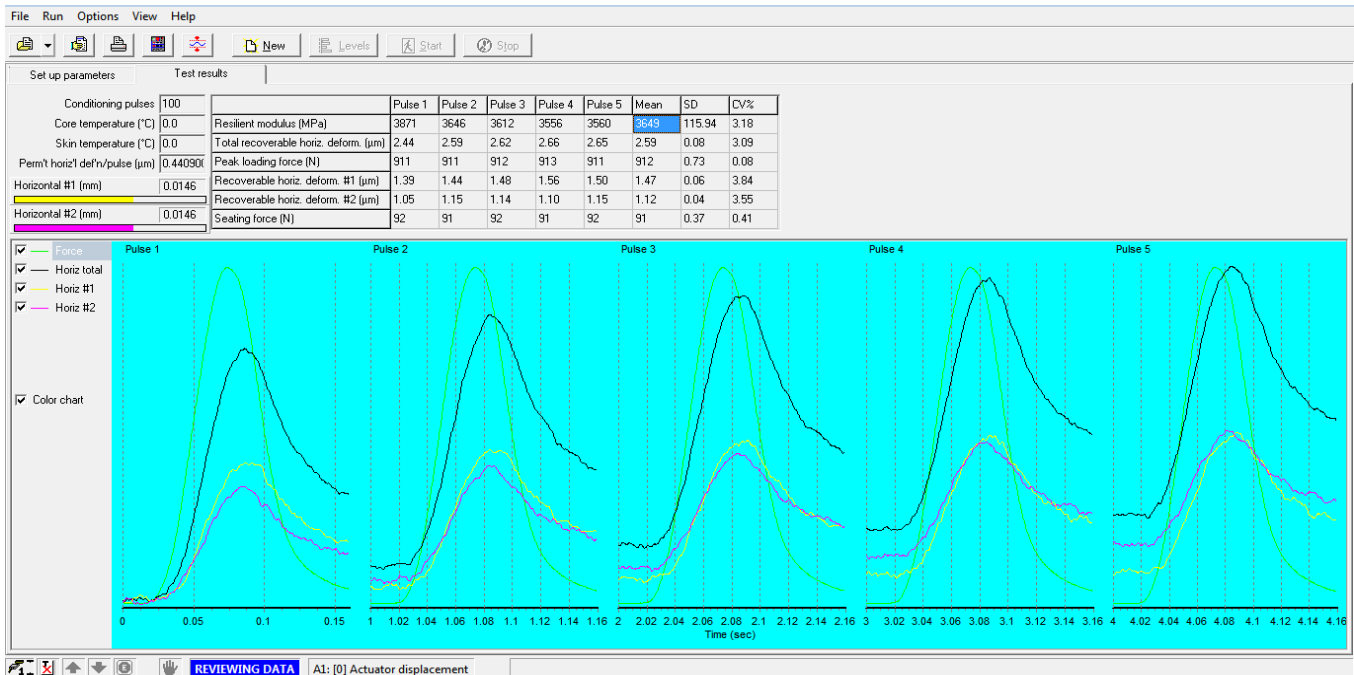 File Run Options View Help
New Levels Start Stop
Set up parameters Test results
Conditioning pulses 100
Core temperature (°C) 0.0
Skin temperature (°C) 0.0
Perm't horiz'l def'n/pulse (µm) 0.44090
Horizontal #1 (mm) 0.0146
Horizontal #2 (mm) 0.0146
Pulse 1 Pulse 2 Pulse 3 Pulse 4 Pulse 5 Mean SD CV%
Resilient modulus (MPa) 3871 3646 3612 3556 3560 3649 115.94 3.18
Total recoverable horiz. deform. (µm) 2.44 2.59 2.62 2.66 2.65 2.59 0.08 3.09
Peak loading force (N) 911 911 912 913 911 912 0.73 0.08
Recoverable horiz. deform. #1 (µm) 1.39 1.44 1.48 1.56 1.50 1.47 0.06 3.84
Recoverable horiz. deform. #2 (µm) 1.05 1.15 1.14 1.10 1.15 1.12 0.04 3.55
Seating force (N) 92 91 92 91 92 91 0.37 0.41
Force
Horiz total
Horiz #1
Horiz #2
Color chart
Pulse 1 Pulse 2 Pulse 3 Pulse 4 Pulse 5
0 0.05 0.1 0.15 1 1.02 1.04 1.06 1.08 1.1 1.12 1.14 1.16 2 2.02 2.04 2.06 2.08 2.1 2.12 2.14 2.16 3 3.02 3.04 3.06 3.08 3.1 3.12 3.14 3.16 4 4.02 4.04 4.06 4.08 4.1 4.12 4.14 4.16
Time (sec)
REVIEWING DATA A1: [0] Actuator displacement